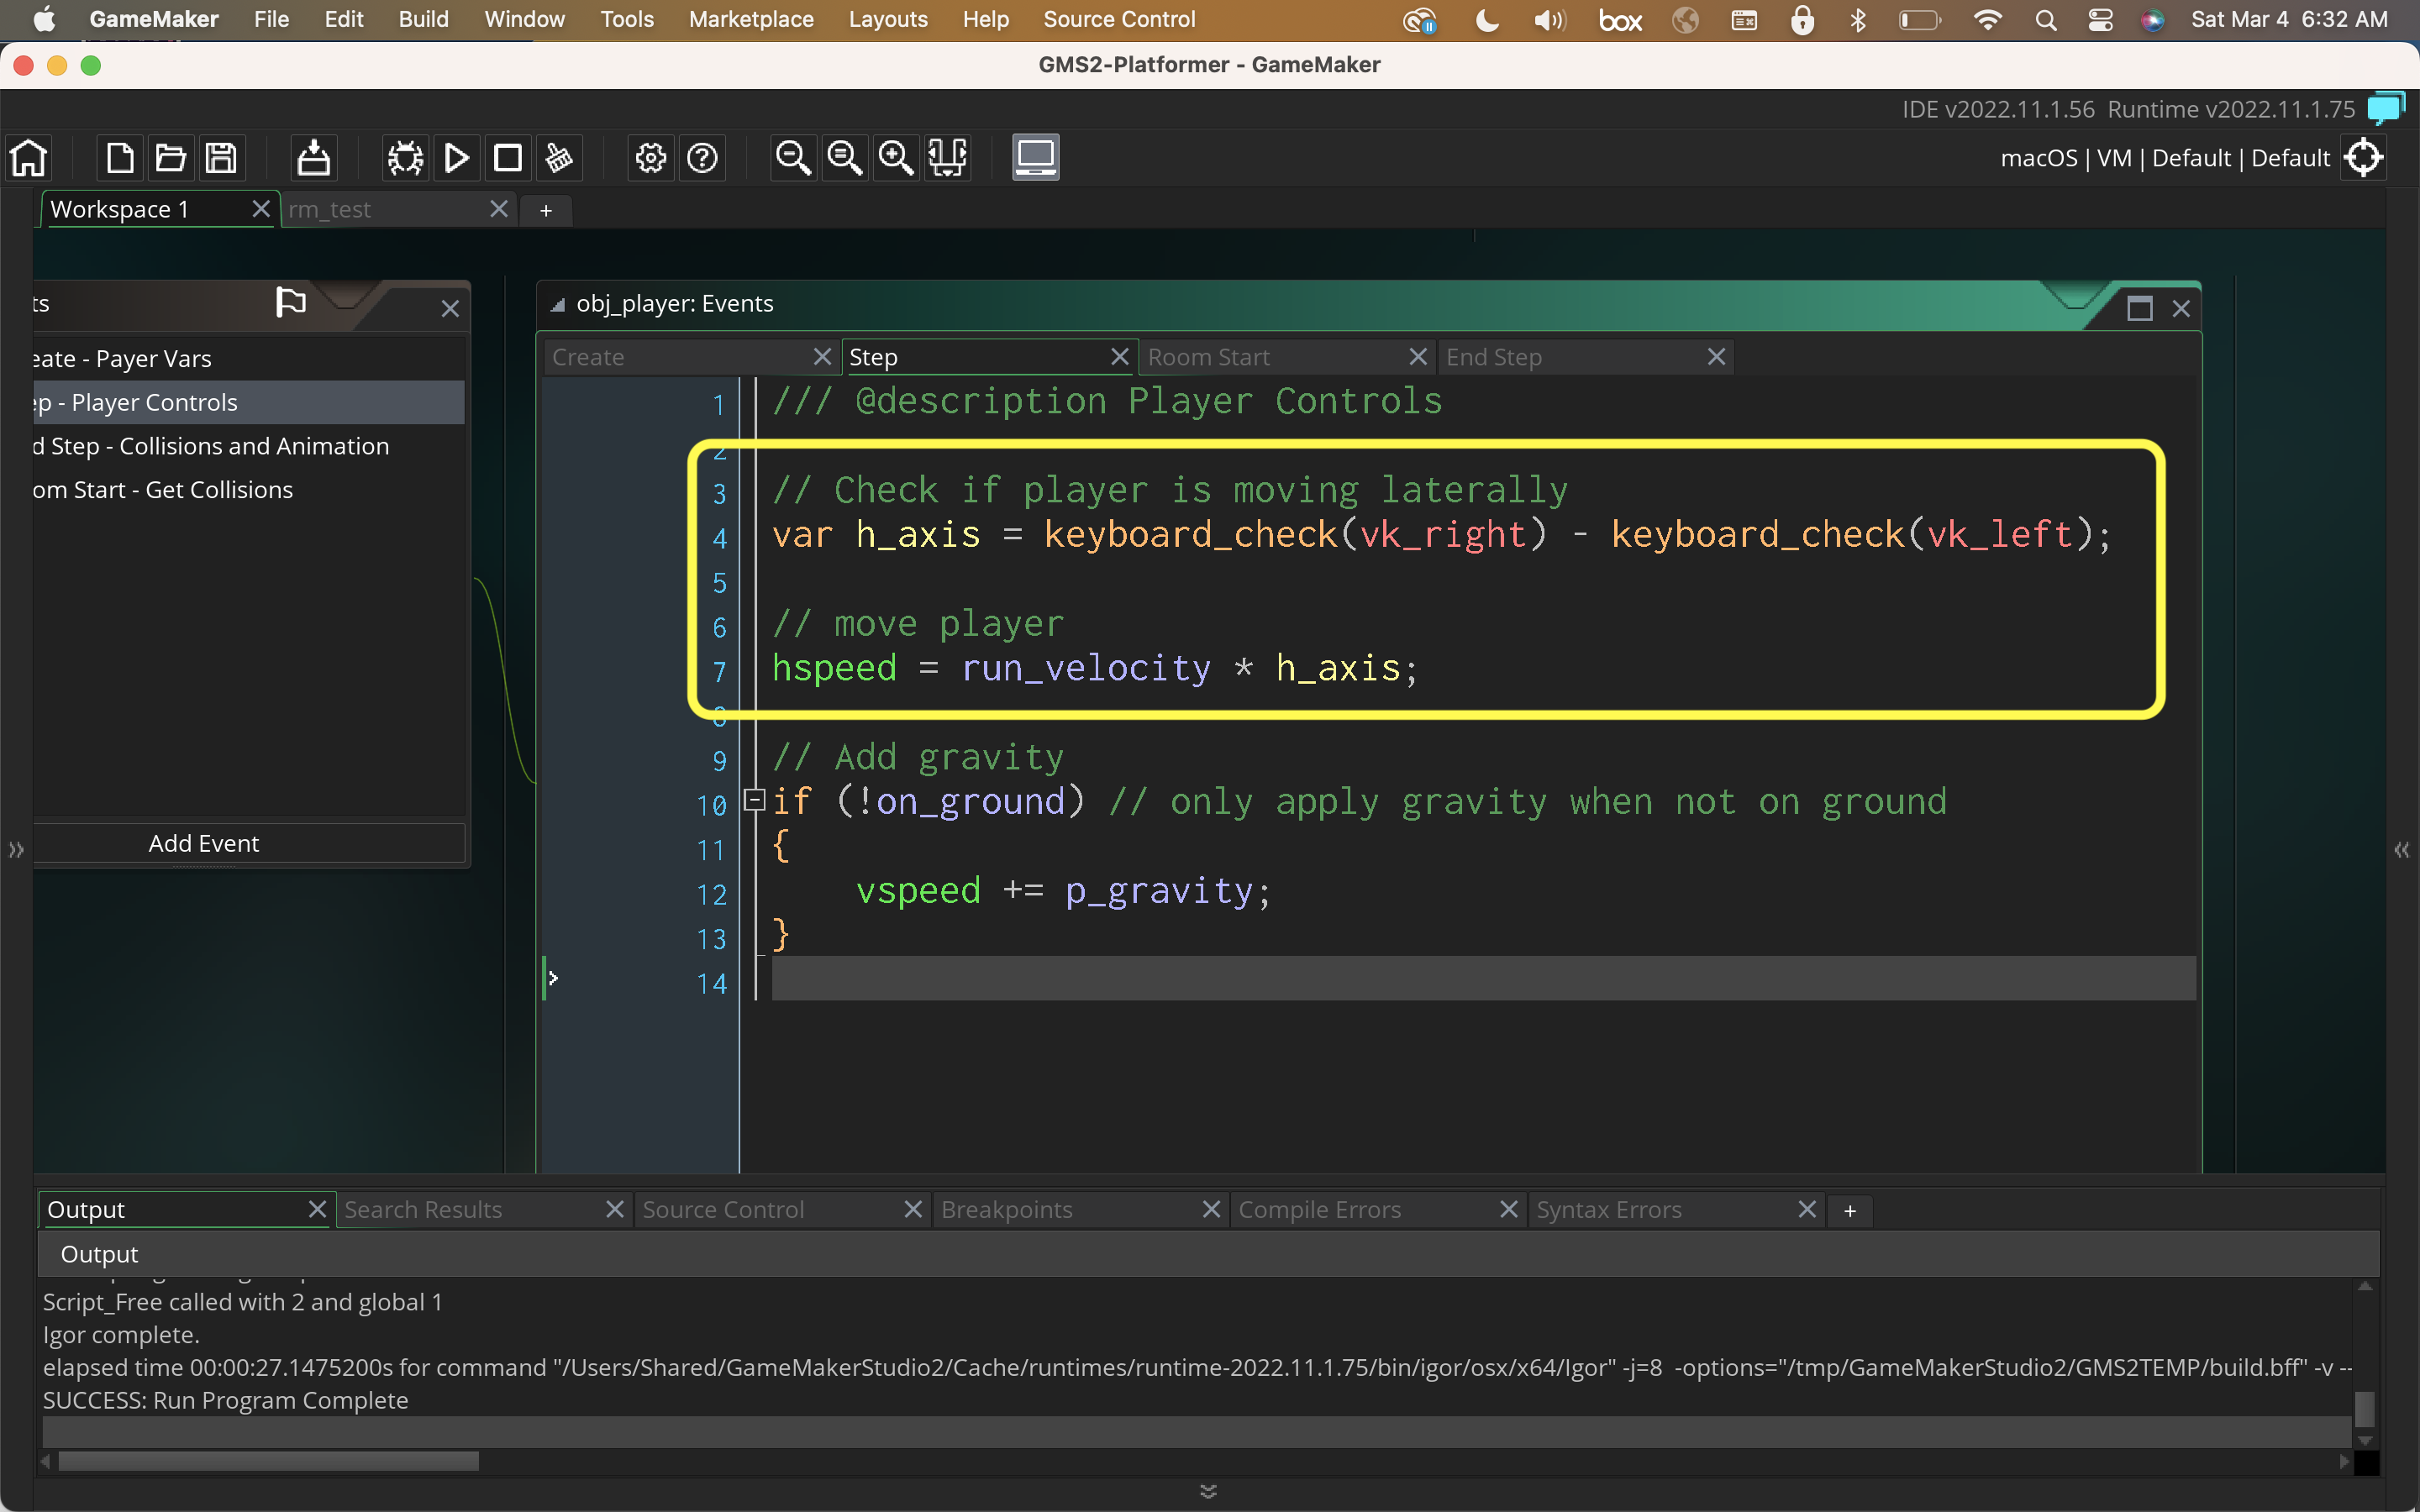 GameMaker File Edit Build Window Tools Marketplace Layouts Help Source Control box Sat Mar 4 6:32 AM
GMS2-Platformer - GameMaker
IDE v2022.11.1.56 Runtime v2022.11.1.75
macOS | VM | Default | Default
Workspace 1 rm_test +
ts
obj_player: Events
Create Step Room Start End Step
eate - Payer Vars
ep - Player Controls
d Step - Collisions and Animation
om Start - Get Collisions
Add Event
1 /// @description Player Controls
2
3 // Check if player is moving laterally
4 var h_axis = keyboard_check(vk_right) - keyboard_check(vk_left);
5
6 // move player
7 hspeed = run_velocity * h_axis;
8
9 // Add gravity
10 if (!on_ground) // only apply gravity when not on ground
11 {
12 vspeed += p_gravity;
13 }
14
Output Search Results Source Control Breakpoints Compile Errors Syntax Errors +
Output
Script_Free called with 2 and global 1
Igor complete.
elapsed time 00:00:27.1475200s for command "/Users/Shared/GameMakerStudio2/Cache/runtimes/runtime-2022.11.1.75/bin/igor/osx/x64/Igor" -j=8 -options="/tmp/GameMakerStudio2/GMS2TEMP/build.bff" -v --
SUCCESS: Run Program Complete